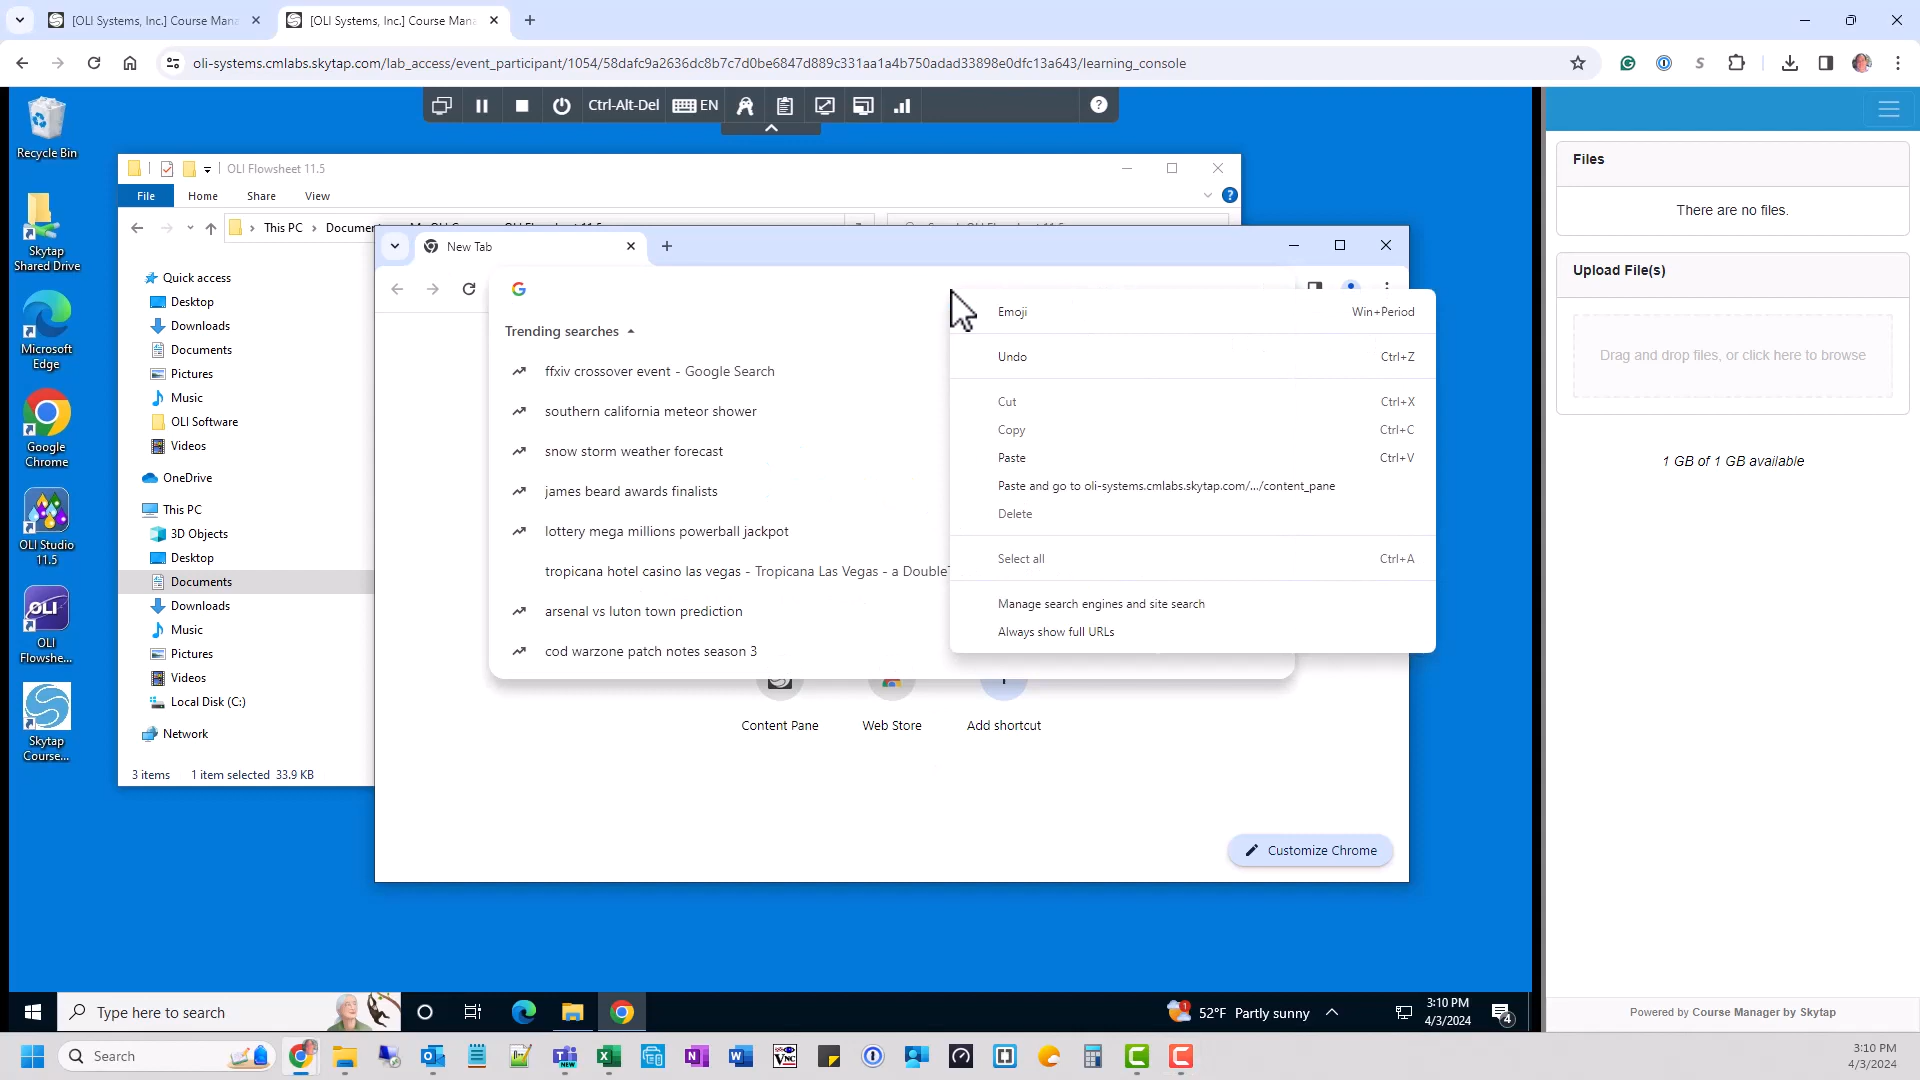 [OLI Systems, Inc.] Course Mana
[OLI Systems, Inc.] Course Mana
oli-systems.cmlabs.skytap.com/lab_access/event_participant/1054/58dafc9a2636dc8b7c7d0be6847d889c331aa1a4b750adad33898e0dfc13a643/learning_console
Ctrl-Alt-Del
EN
Recycle Bin
Skytap
Shared Drive
Microsoft
Edge
Google
Chrome
OLI Studio
11.5
OLI
Flowshe...
Skytap
Course...
OLI Flowsheet 11.5
File
Home
Share
View
This PC
Quick access
Desktop
Downloads
Documents
Pictures
Music
OLI Software
Videos
OneDrive
This PC
3D Objects
Desktop
Documents
Downloads
Music
Pictures
Videos
Local Disk (C:)
Network
3 items
1 item selected 33.9 KB
New Tab
Trending searches
ffxiv crossover event - Google Search
southern california meteor shower
snow storm weather forecast
james beard awards finalists
lottery mega millions powerball jackpot
tropicana hotel casino las vegas - Tropicana Las Vegas - a Double
arsenal vs luton town prediction
cod warzone patch notes season 3
Content Pane
Web Store
Add shortcut
Customize Chrome
Emoji Win+Period
Undo Ctrl+Z
Cut Ctrl+X
Copy Ctrl+C
Paste Ctrl+V
Paste and go to oli-systems.cmlabs.skytap.com/.../content_pane
Delete
Select all Ctrl+A
Manage search engines and site search
Always show full URLs
Files
There are no files.
Upload File(s)
Drag and drop files, or click here to browse
1 GB of 1 GB available
Powered by Course Manager by Skytap
Type here to search
52°F Partly sunny
3:10 PM
4/3/2024
4
Search
3:10 PM
4/3/2024